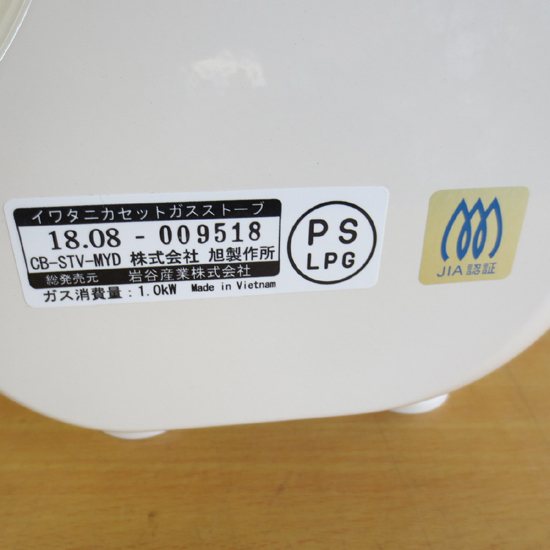 イワタニカセットガスストーブ
18.08 - 009518
CB-STV-MYD 株式会社 旭製作所
総発売元 岩谷産業株式会社
ガス消費量：1.0kW Made in Vietnam
PS
LPG
JIA認証